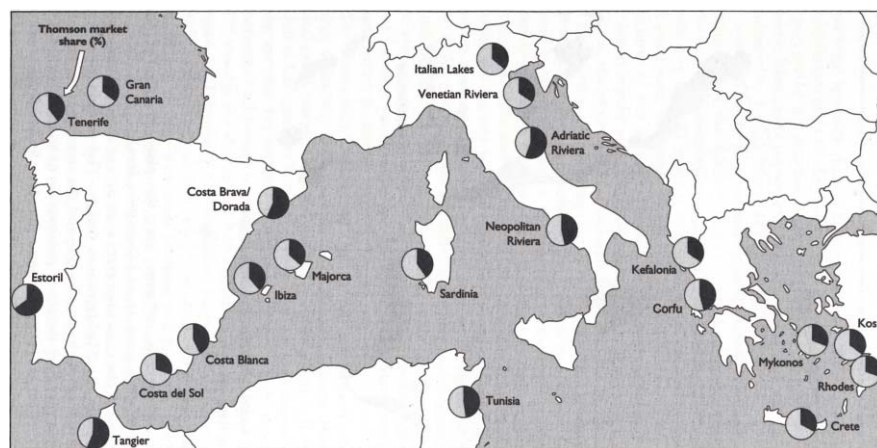 Thomson market
share (%)
Gran
Canaria
Tenerife
Italian Lakes
Venetian Riviera
Adriatic
Riviera
Costa Brava/
Dorada
Neopolitan
Riviera
Majorca
Ibiza
Sardinia
Kefalonia
Corfu
Estoril
Costa Blanca
Costa del Sol
Tangier
Tunisia
Mykonos
Kos
Rhodes
Crete